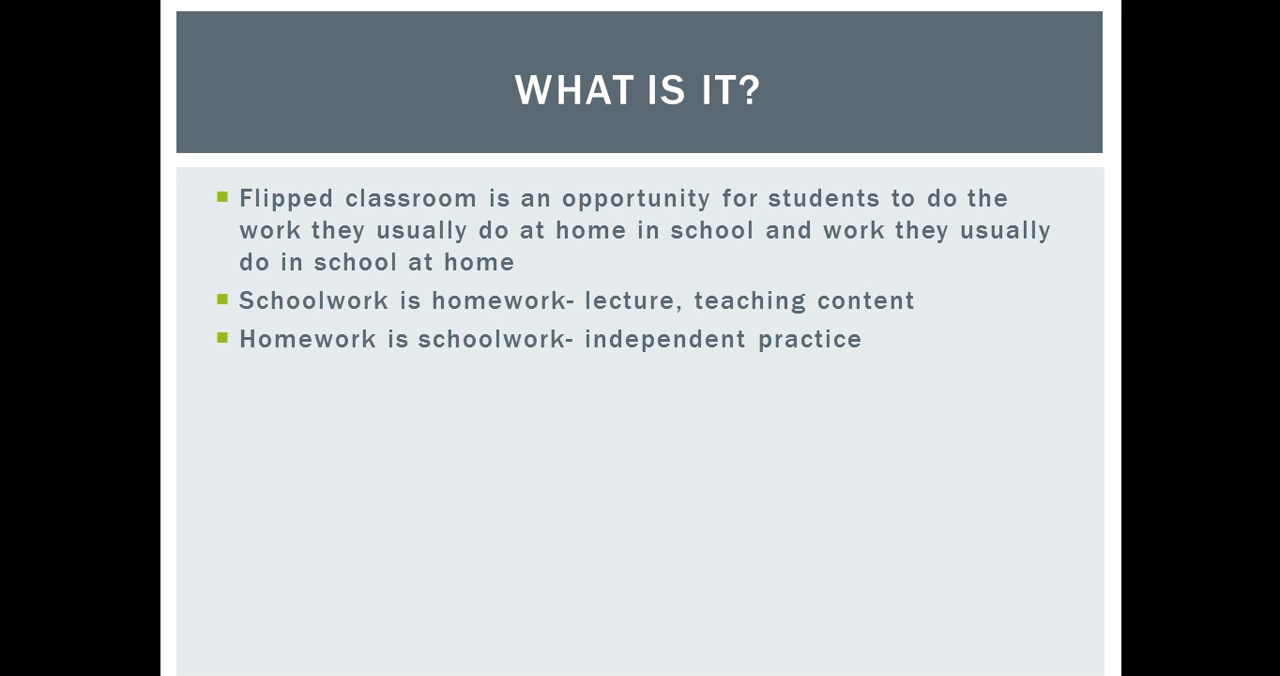 WHAT IS IT?
Flipped classroom is an opportunity for students to do the
work they usually do at home in school and work they usually
do in school at home
Schoolwork is homework- lecture, teaching content
Homework is schoolwork- independent practice